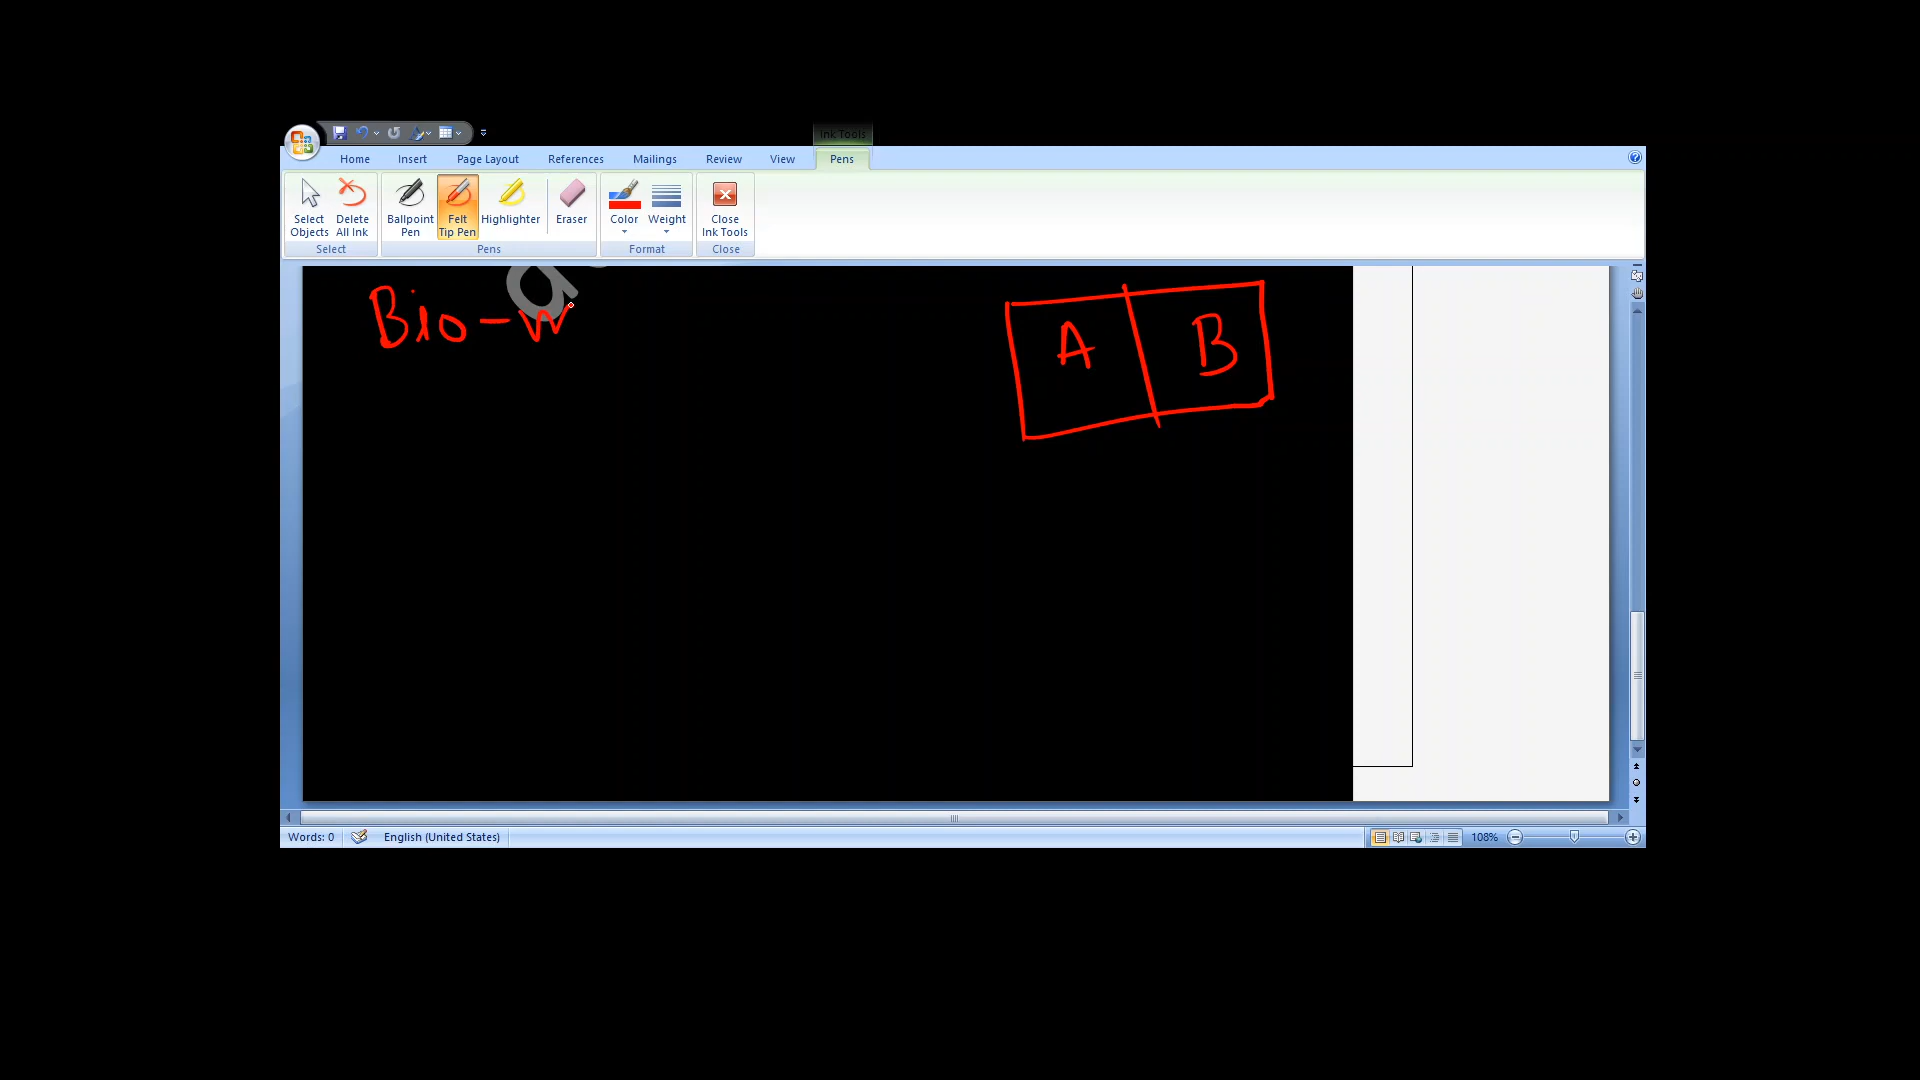 Ink Tools
Home Insert Page Layout References Mailings Review View Pens
Select Objects
Delete All Ink
Select
Ballpoint Pen
Felt Tip Pen
Highlighter
Eraser
Pens
Color
Weight
Format
Close Ink Tools
Close
Bio-w
A B
Words: 0 English (United States) 108%